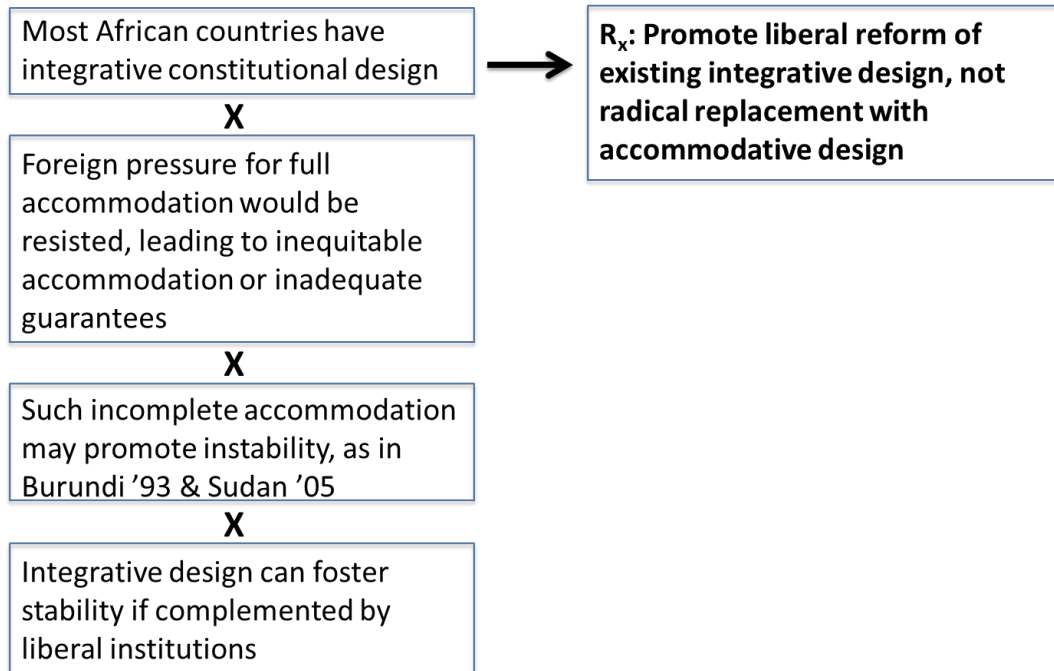 Most African countries have
integrative constitutional design
X
Foreign pressure for full
accommodation would be
resisted, leading to inequitable
accommodation or inadequate
guarantees
X
Such incomplete accommodation
may promote instability, as in
Burundi ’93 & Sudan ’05
X
Integrative design can foster
stability if complemented by
liberal institutions
Rx: Promote liberal reform of
existing integrative design, not
radical replacement with
accommodative design